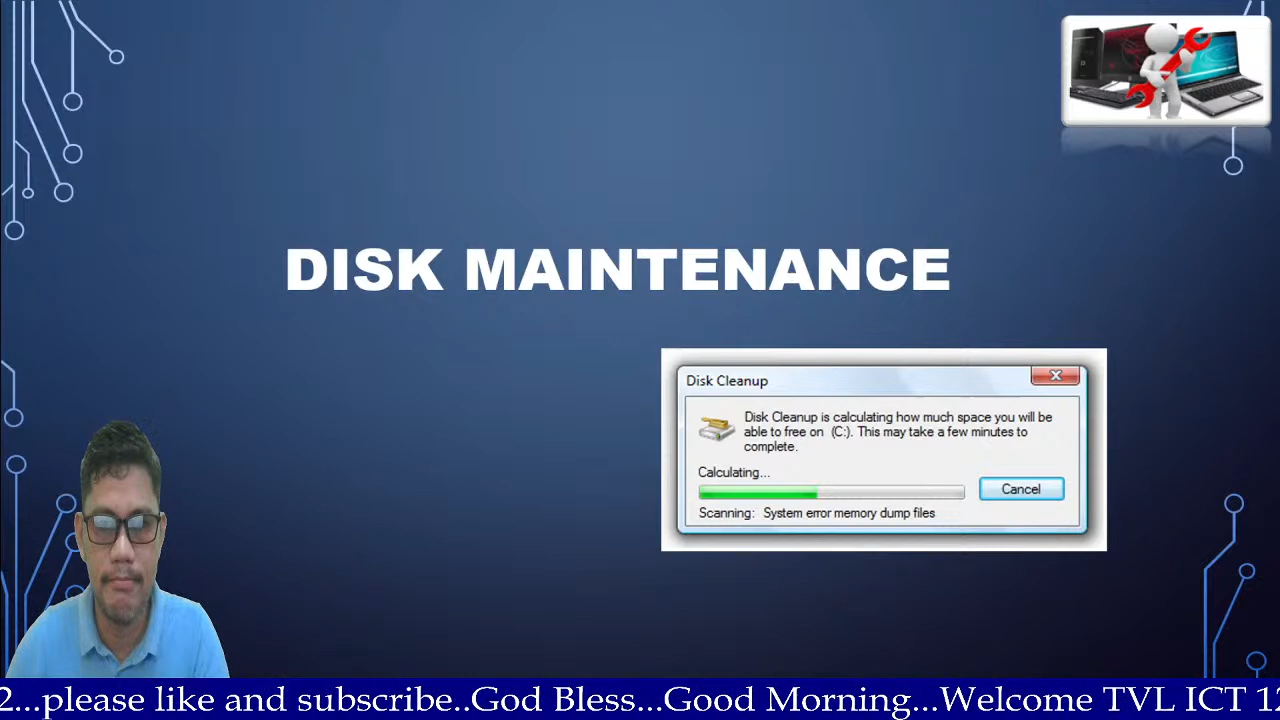 DISK MAINTENANCE
Disk Cleanup
Disk Cleanup is calculating how much space you will be
able to free on (C:). This may take a few minutes to
complete.
Calculating...
Cancel
Scanning: System error memory dump files
2...please like and subscribe..God Bless...Good Morning...Welcome TVL ICT 12